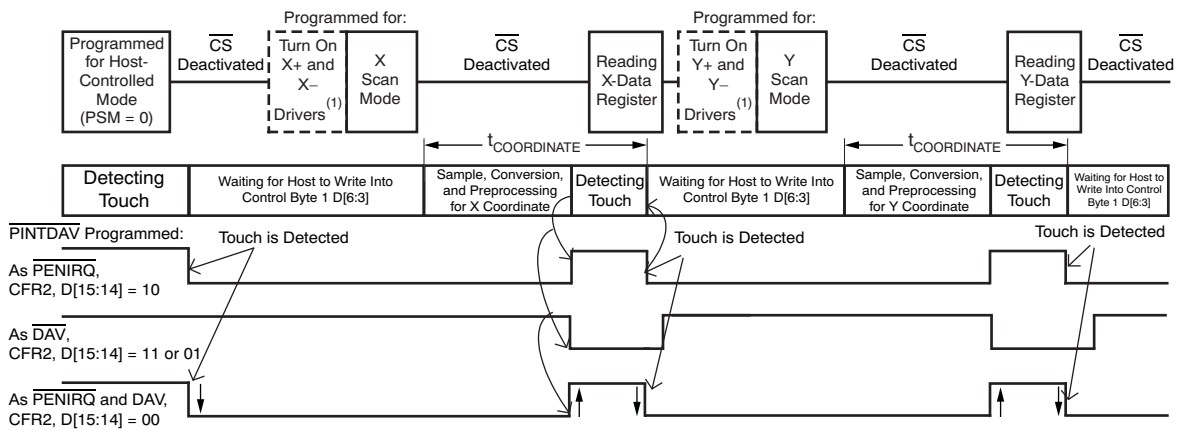 Programmed for:
Programmed for:
Programmed
for Host-
Controlled
Mode
(PSM = 0)
CS
Deactivated
Turn On
X+ and
X−
(1)
Drivers
X
Scan
Mode
CS
Deactivated
Reading
X-Data
Register
Turn On
Y+ and
Y−
(1)
Drivers
Y
Scan
Mode
CS
Deactivated
Reading
Y-Data
Register
CS
Deactivated
tCOORDINATE
tCOORDINATE
Detecting
Touch
Waiting for Host to Write Into
Control Byte 1 D[6:3]
Sample, Conversion,
and Preprocessing
for X Coordinate
Detecting
Touch
Waiting for Host to Write Into
Control Byte 1 D[6:3]
Sample, Conversion,
and Preprocessing
for Y Coordinate
Detecting
Touch
Waiting for Host to
Write Into Control
Byte 1 D[6:3]
PINTDAV Programmed:
Touch is Detected
Touch is Detected
Touch is Detected
As PENIRQ,
CFR2, D[15:14] = 10
As DAV,
CFR2, D[15:14] = 11 or 01
As PENIRQ and DAV,
CFR2, D[15:14] = 00